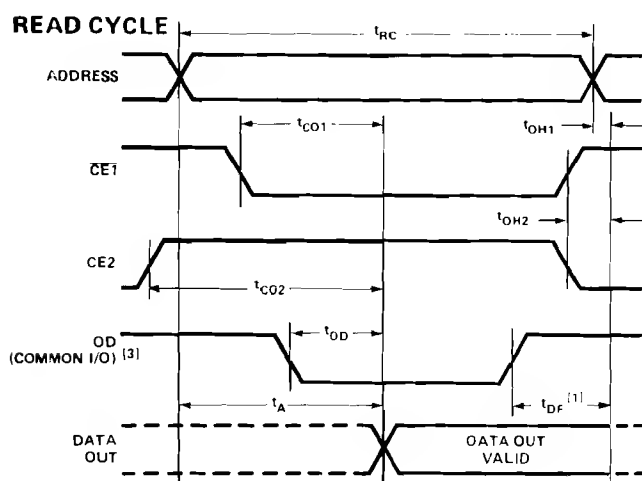 READ CYCLE
tRC
ADDRESS
tCO1
tOH1
CE1
tOH2
CE2
tCO2
OD
(COMMON I/O) [3]
tOD
tA
tDF [1]
DATA
OUT
OATA OUT
VALID